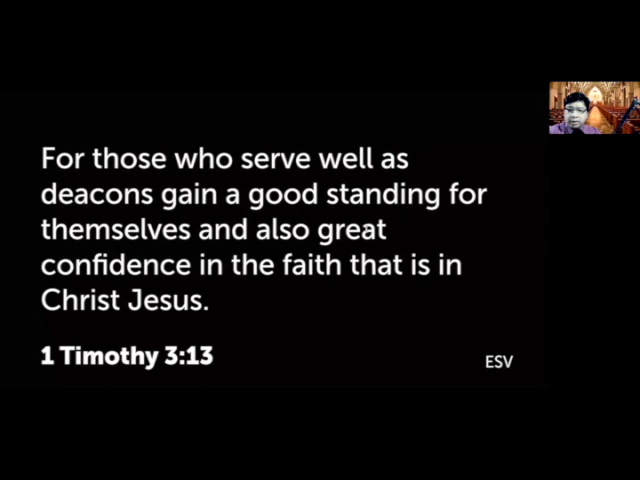 For those who serve well as
deacons gain a good standing for
themselves and also great
confidence in the faith that is in
Christ Jesus.
1 Timothy 3:13
ESV